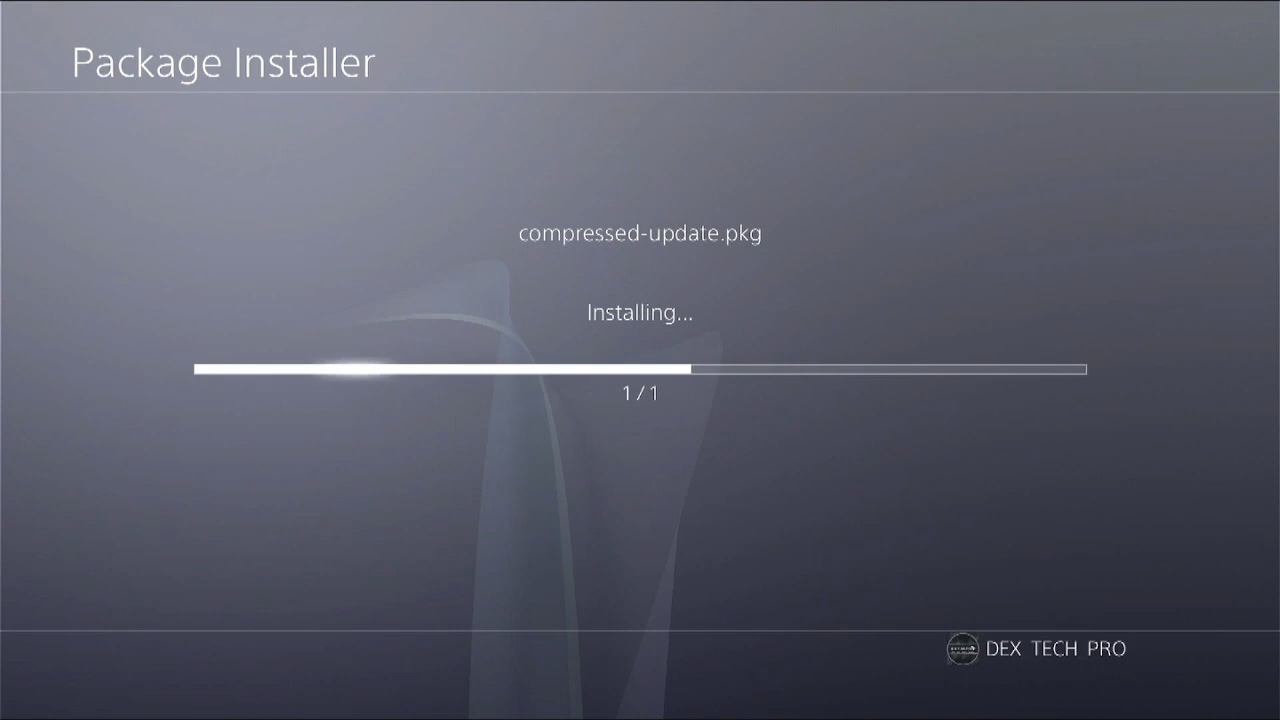 Package Installer
compressed-update.pkg
Installing...
1 / 1
DEX TECH PRO